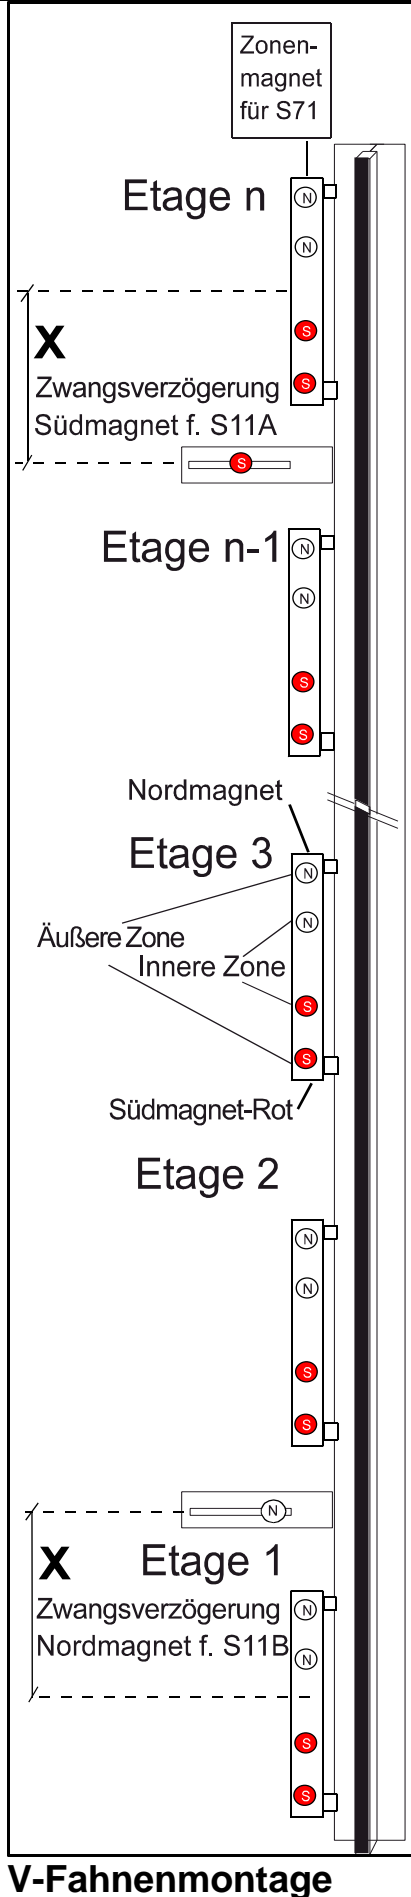 Zonen-
magnet
für S71
Etage n
N
N
X
S
Zwangsverzögerung
S
Südmagnet f. S11A
S
Etage n-1
N
N
S
S
Nordmagnet
Etage 3
N
N
Äußere Zone
Innere Zone
S
S
Südmagnet-Rot
Etage 2
N
N
S
S
N
X
Etage 1
Zwangsverzögerung
N
Nordmagnet f. S11B
N
S
S
V-Fahnenmontage